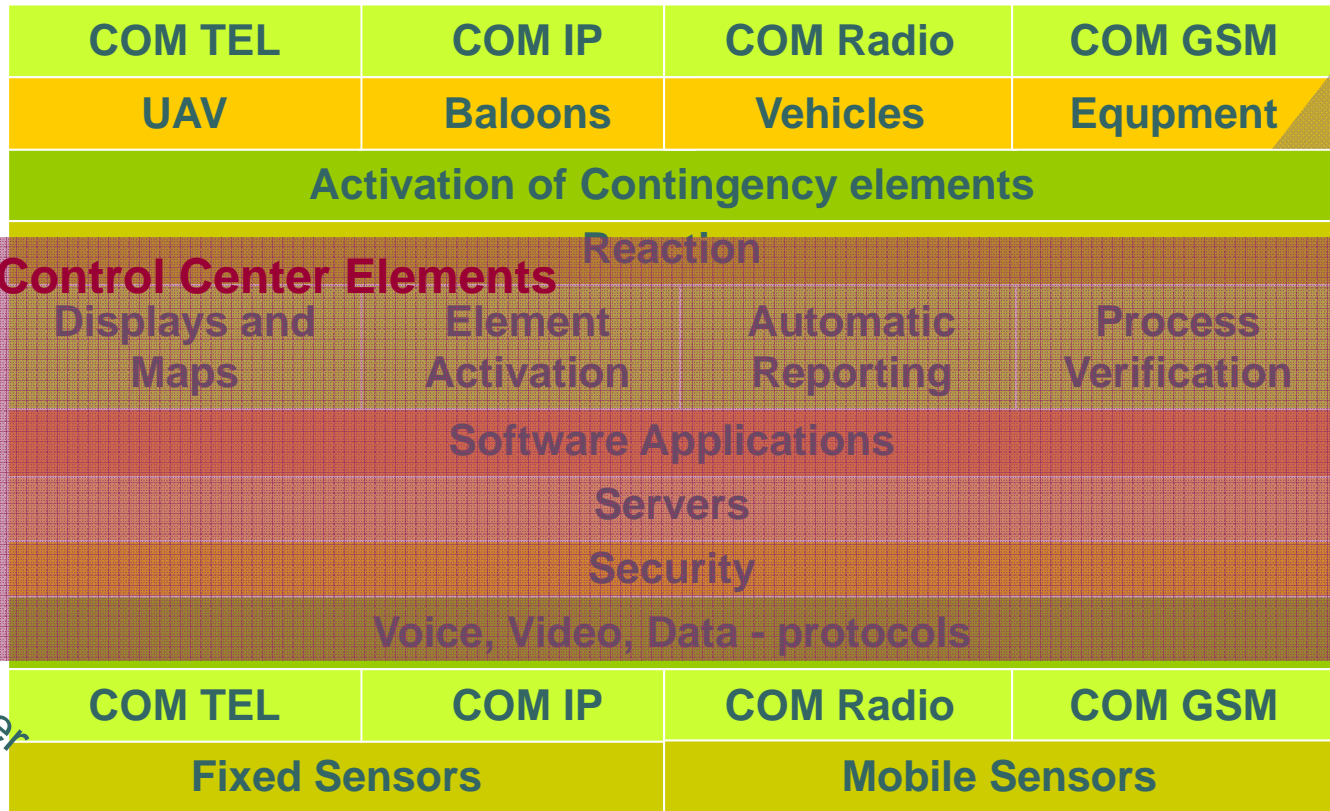 COM TEL COM IP COM Radio COM GSM
UAV Baloons Vehicles Equpment
Activation of Contingency elements
Reaction
Control Center Elements
Displays and Element Automatic Process
Maps Activation Reporting Verification
Software Applications
Servers
Security
Voice, Video, Data - protocols
COM TEL COM IP COM Radio COM GSM
Fixed Sensors Mobile Sensors